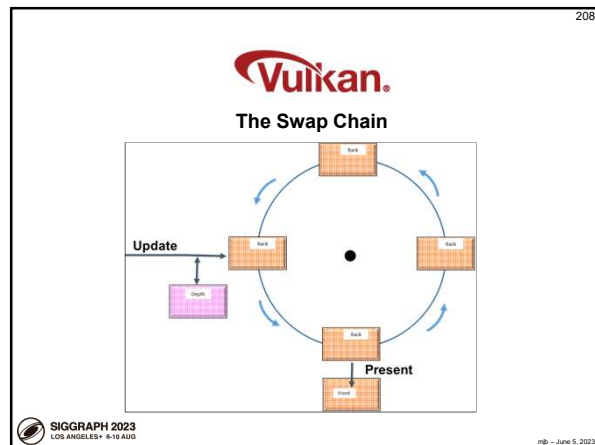 208
Vulkan®
The Swap Chain
Back
Update
Back
Back
Depth
Back
Present
Front
SIGGRAPH 2023
LOS ANGELES+ 6-10 AUG
mjb – June 5, 2023